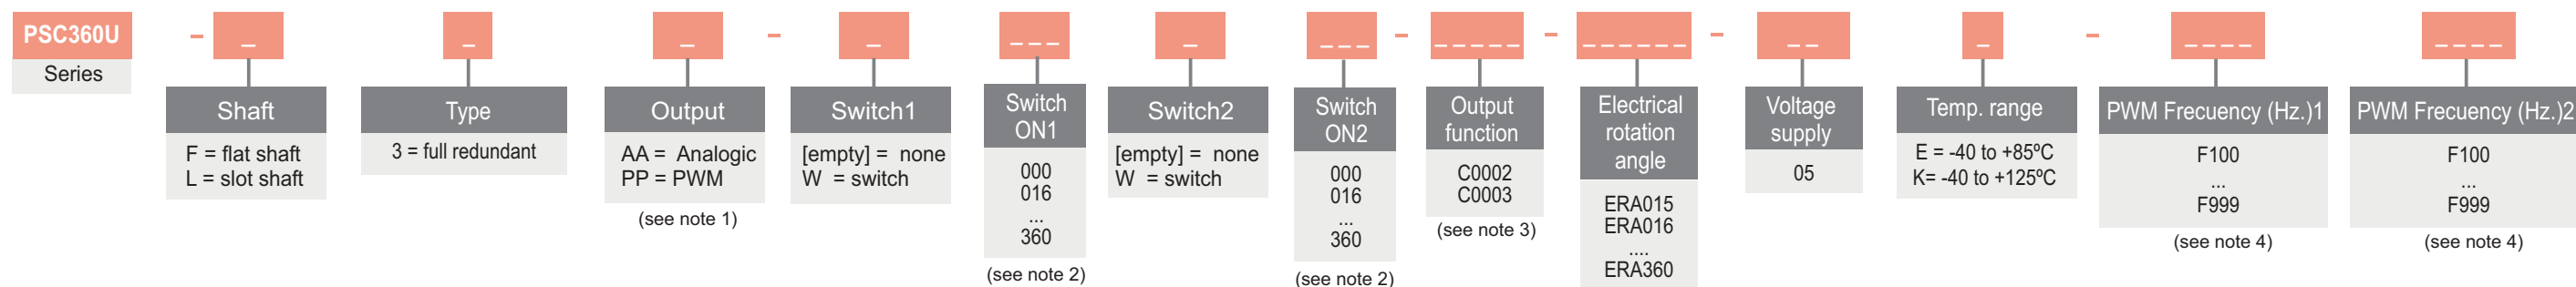 PSC360U - _ _ _ - _ _ _ _ _ _ _ _ - _ _ _ _ _ - _ _ _ _ _ _ - _ _ _ - _ _ _ _ _ _ _ _
Series
Shaft
F = flat shaft
L = slot shaft
Type
3 = full redundant
Output
AA = Analogic
PP = PWM
(see note 1)
Switch1
[empty] = none
W = switch
Switch
ON1
000
016
...
360
(see note 2)
Switch2
[empty] = none
W = switch
Switch
ON2
000
016
...
360
(see note 2)
Output
function
C0002
C0003
(see note 3)
Electrical
rotation
angle
ERA015
ERA016
....
ERA360
Voltage
supply
05
Temp. range
E = -40 to +85ºC
K= -40 to +125ºC
PWM Frecuency (Hz.)1
F100
...
F999
(see note 4)
PWM Frecuency (Hz.)2
F100
...
F999
(see note 4)